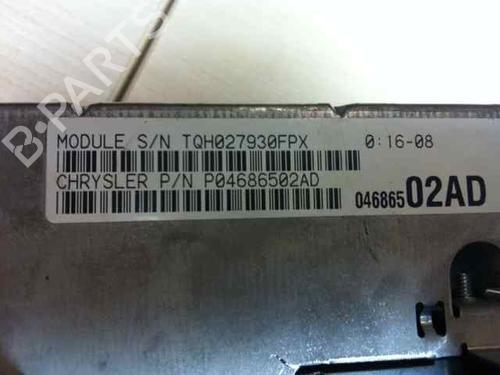 B-PARTS
MODULE S/N TQH027930FPX 0:16-08
CHRYSLER P/N P04686502AD
04686502AD